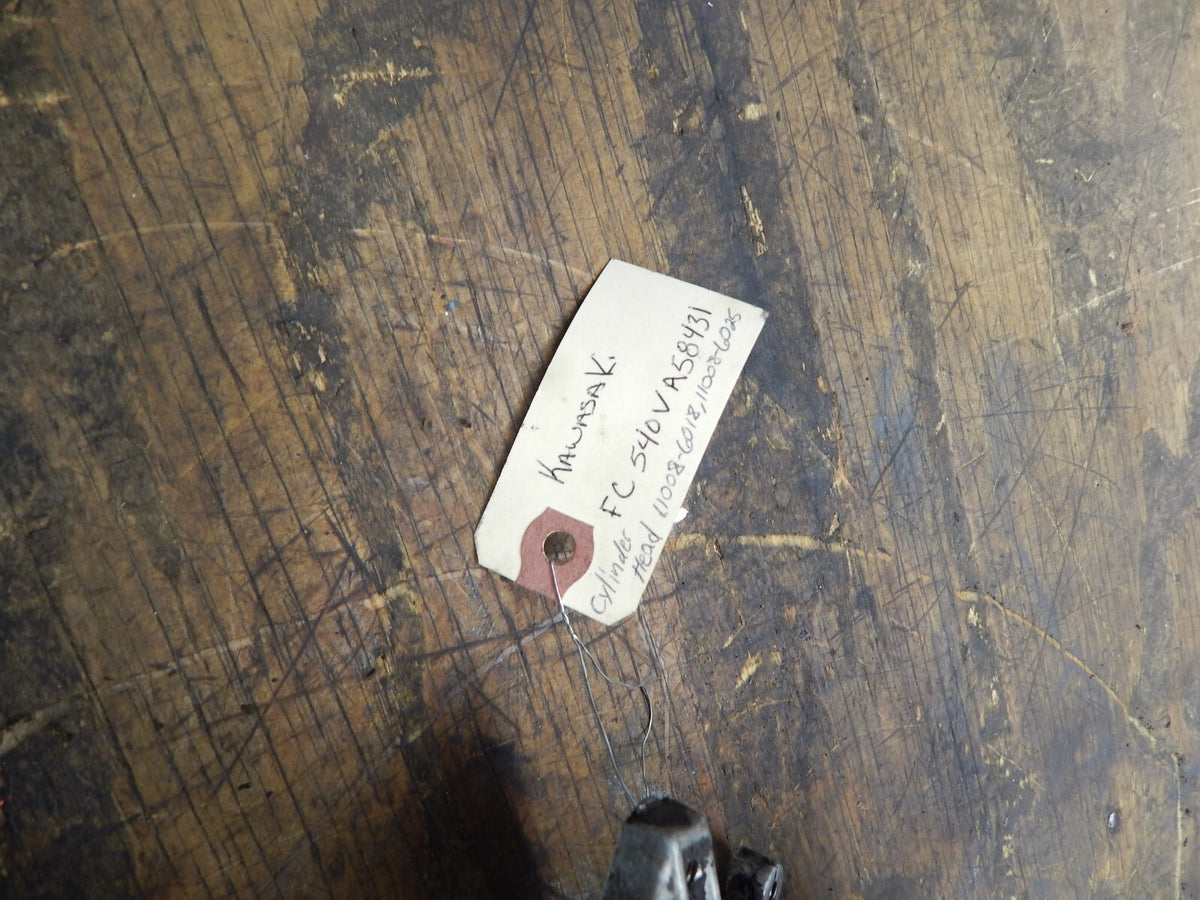 KAWASAKi
FC 540V A58431
Cylinder
Head 11008-6018, 11008-6025